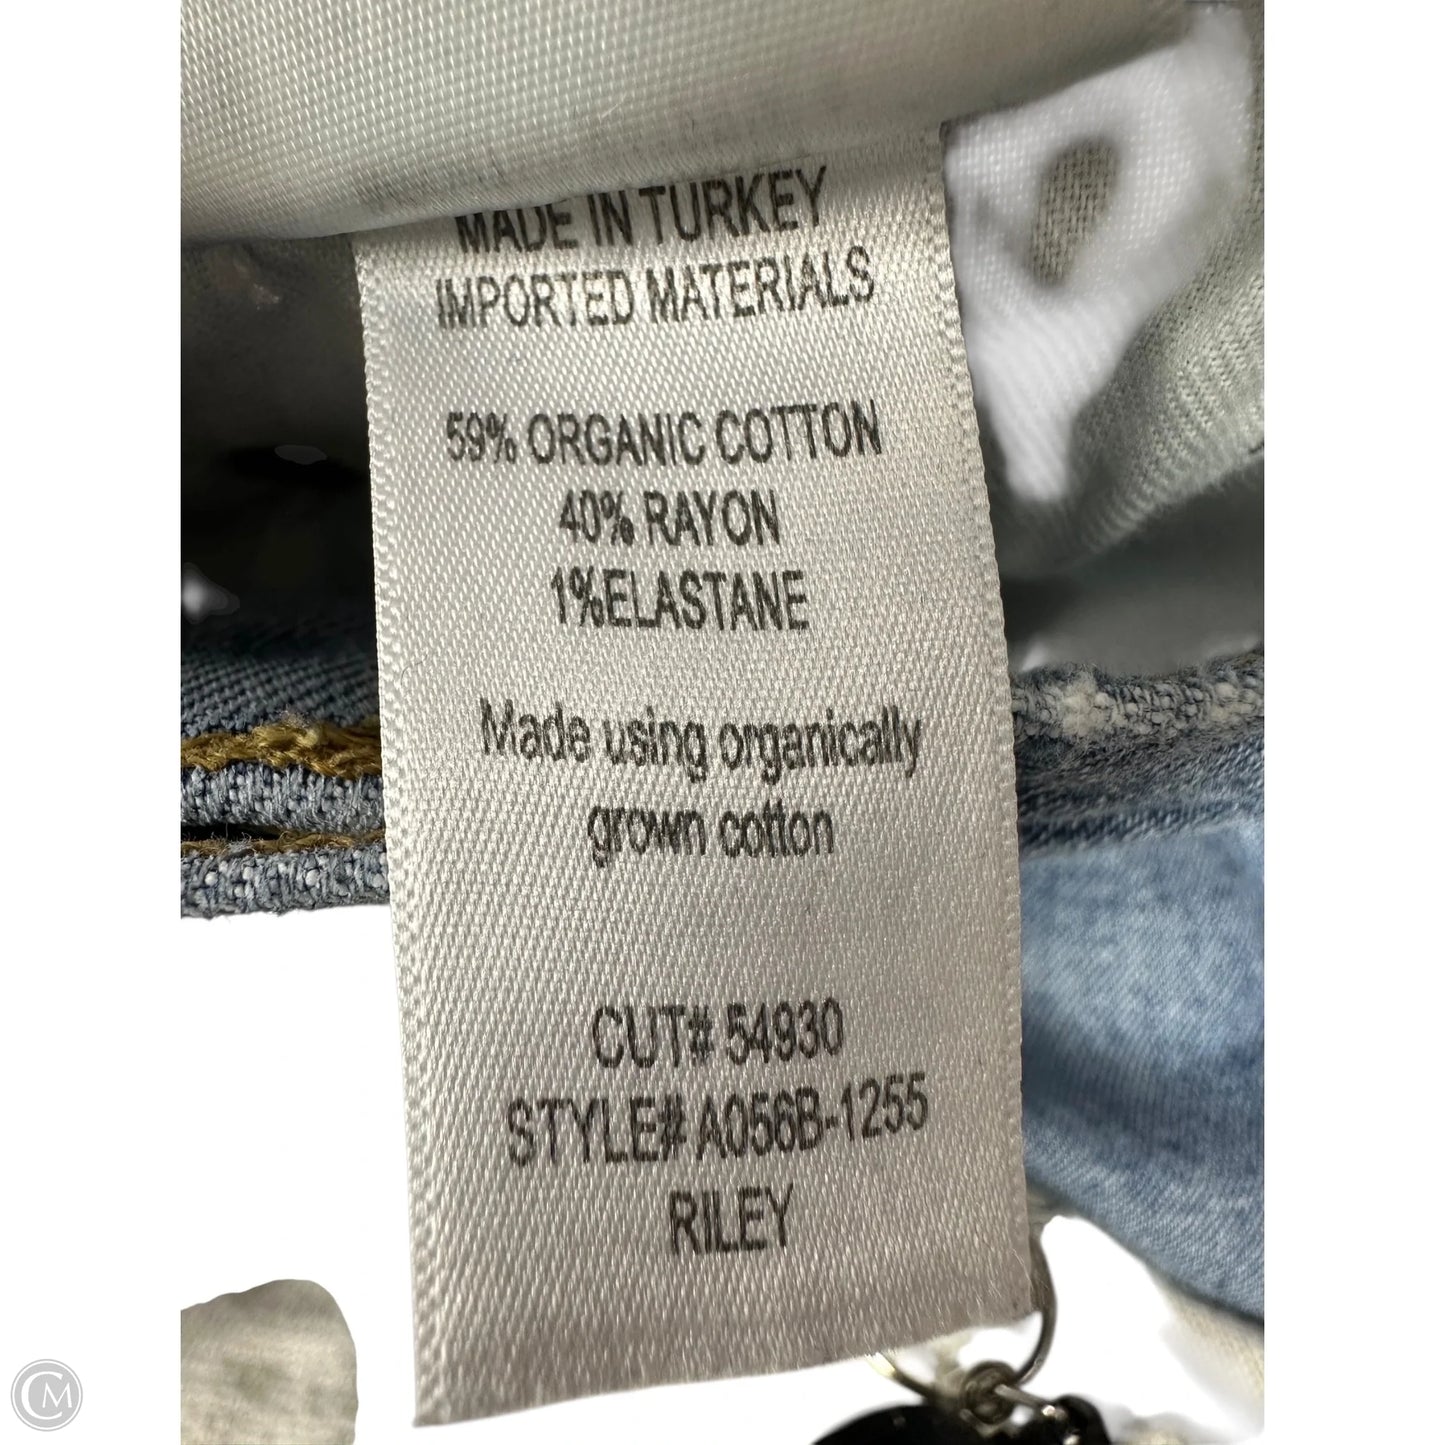 MADE IN TURKEY
IMPORTED MATERIALS
59% ORGANIC COTTON
40% RAYON
1%ELASTANE
Made using organically
grown cotton
CUT# 54930
STYLE# A056B-1255
RILEY
CM